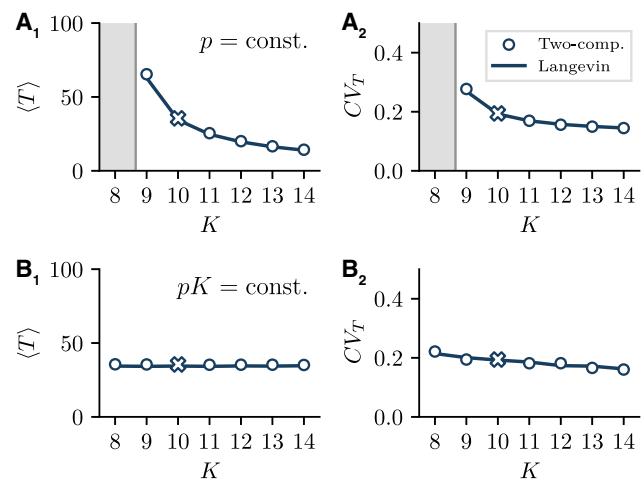 A₁
p = const.
⟨T⟩
100
50
0
8 9 10 11 12 13 14
K
A₂
Two-comp.
Langevin
CV_T
0.4
0.2
0.0
8 9 10 11 12 13 14
K
B₁
pK = const.
⟨T⟩
100
50
0
8 9 10 11 12 13 14
K
B₂
CV_T
0.4
0.2
0.0
8 9 10 11 12 13 14
K